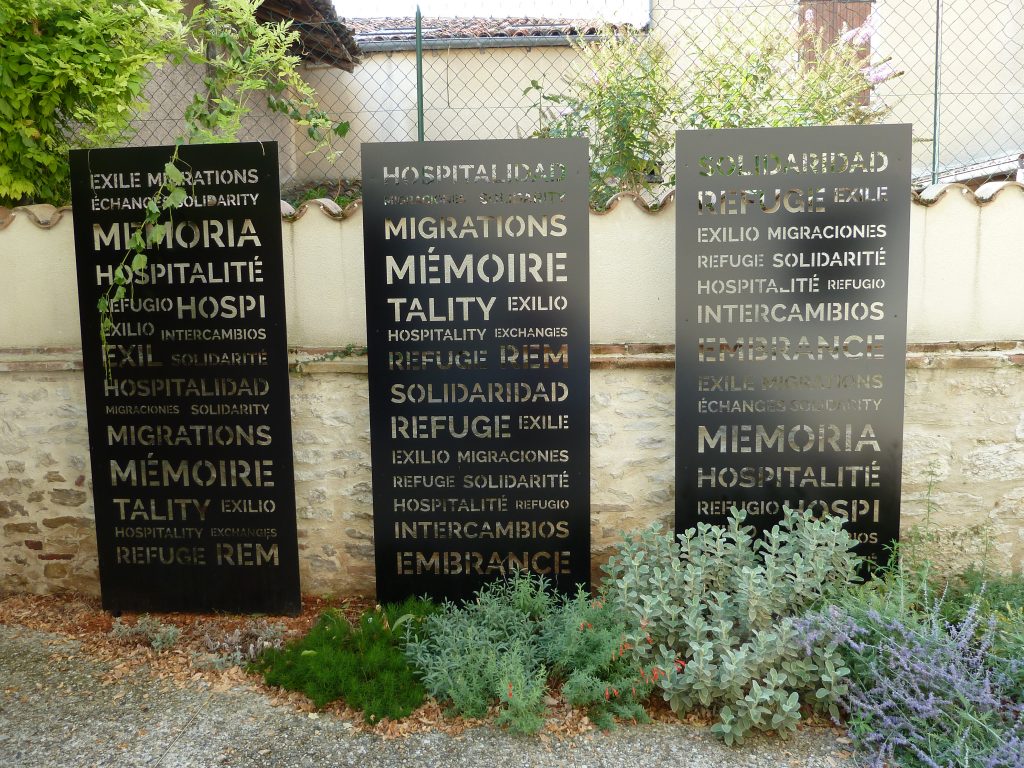 EXILE MIGRATIONS
ÉCHANGES SOLIDARITY
MEMORIA
HOSPITALITÉ
REFUGIO HOSPI
EXILIO INTERCAMBIOS
EXIL SOLIDARITÉ
HOSPITALIDAD
MIGRACIONES SOLIDARITY
MIGRATIONS
MÉMOIRE
TALITY EXILIO
HOSPITALITY EXCHANGES
REFUGE REM
HOSPITALIDAD
MIGRACIONES SOLIDARITY
MIGRATIONS
MÉMOIRE
TALITY EXILIO
HOSPITALITY EXCHANGES
REFUGE REM
SOLIDARIDAD
REFUGE EXILE
EXILIO MIGRACIONES
REFUGE SOLIDARITÉ
HOSPITALITÉ REFUGIO
INTERCAMBIOS
EMBRANCE
SOLIDARIDAD
REFUGE EXILE
EXILIO MIGRACIONES
REFUGE SOLIDARITÉ
HOSPITALITÉ REFUGIO
INTERCAMBIOS
EMBRANCE
EXILE MIGRATIONS
ÉCHANGES SOLIDARITY
MEMORIA
HOSPITALITÉ
REFUGIO HOSPI